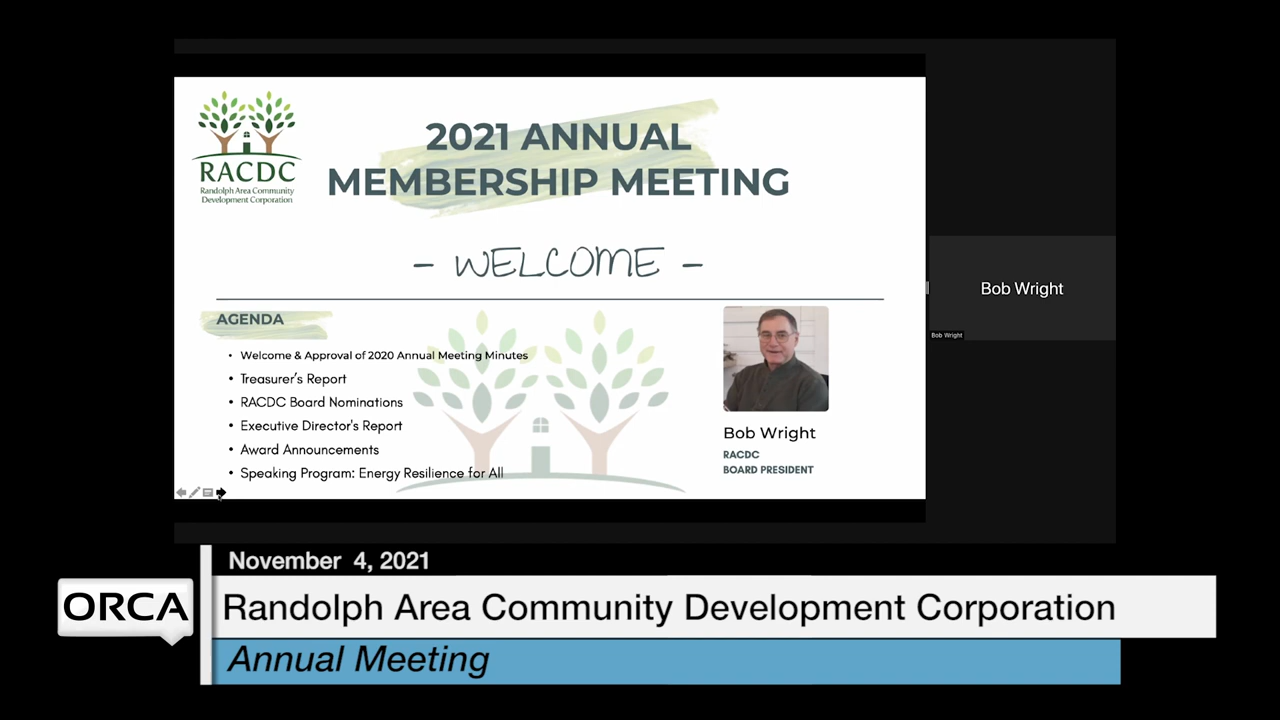 RACDC
Randolph Area Community
Development Corporation
2021 ANNUAL
MEMBERSHIP MEETING
- WELCOME -
AGENDA
• Welcome & Approval of 2020 Annual Meeting Minutes
• Treasurer's Report
• RACDC Board Nominations
• Executive Director's Report
• Award Announcements
• Speaking Program: Energy Resilience for All
Bob Wright
RACDC
BOARD PRESIDENT
Bob Wright
Bob Wright
November 4, 2021
ORCA
Randolph Area Community Development Corporation
Annual Meeting